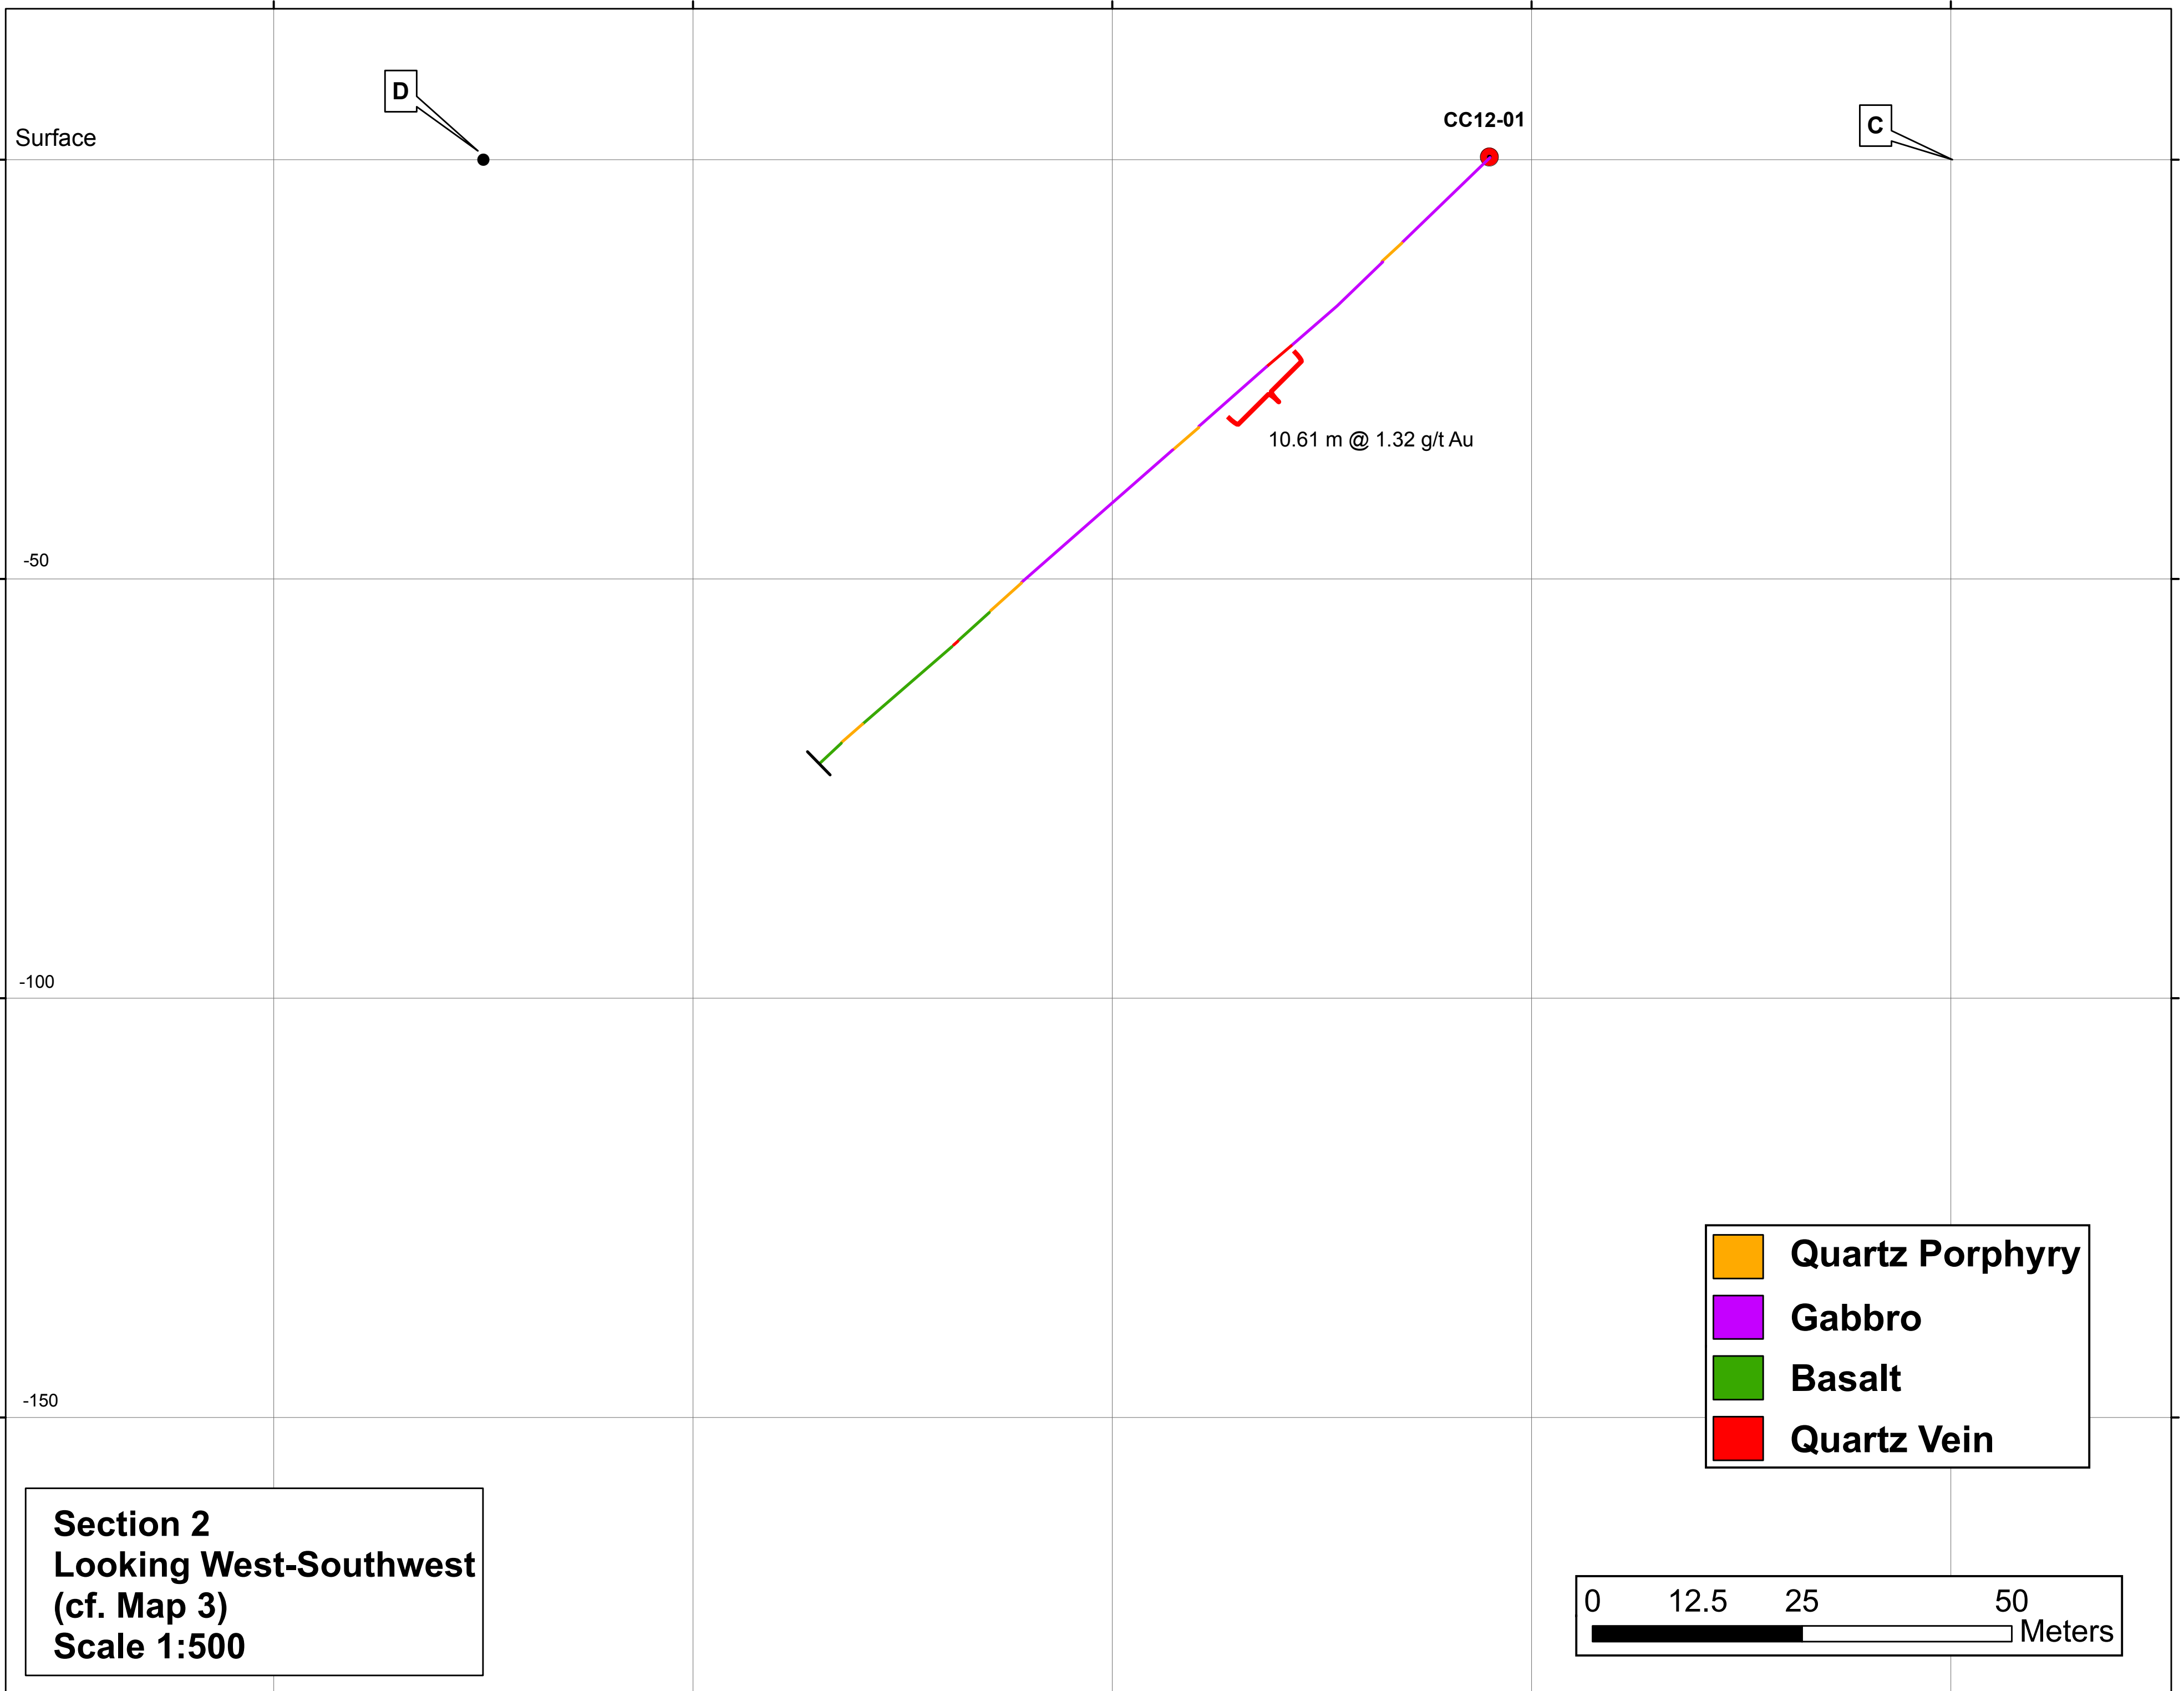 D
CC12-01
C
Surface
10.61 m @ 1.32 g/t Au
-50
-100
-150
Quartz Porphyry
Gabbro
Basalt
Quartz Vein
Section 2
Looking West-Southwest
(cf. Map 3)
Scale 1:500
0 12.5 25 50
Meters